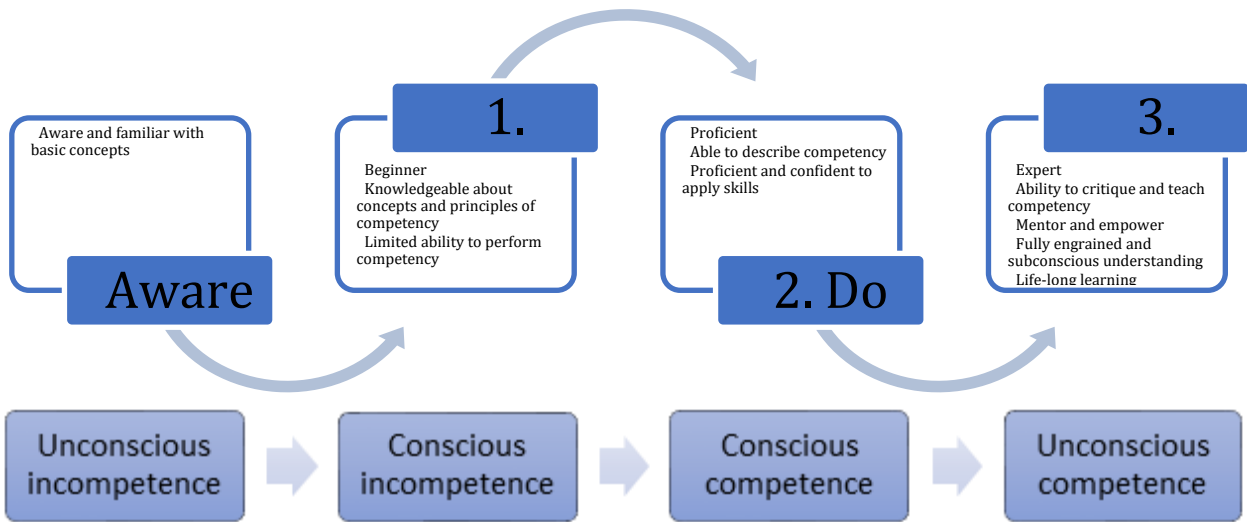 Aware and familiar with
basic concepts
Aware
1.
Beginner
Knowledgeable about
concepts and principles of
competency
Limited ability to perform
competency
Proficient
Able to describe competency
Proficient and confident to
apply skills
2. Do
3.
Expert
Ability to critique and teach
competency
Mentor and empower
Fully engrained and
subconscious understanding
Life-long learning
Unconscious
incompetence
Conscious
incompetence
Conscious
competence
Unconscious
competence